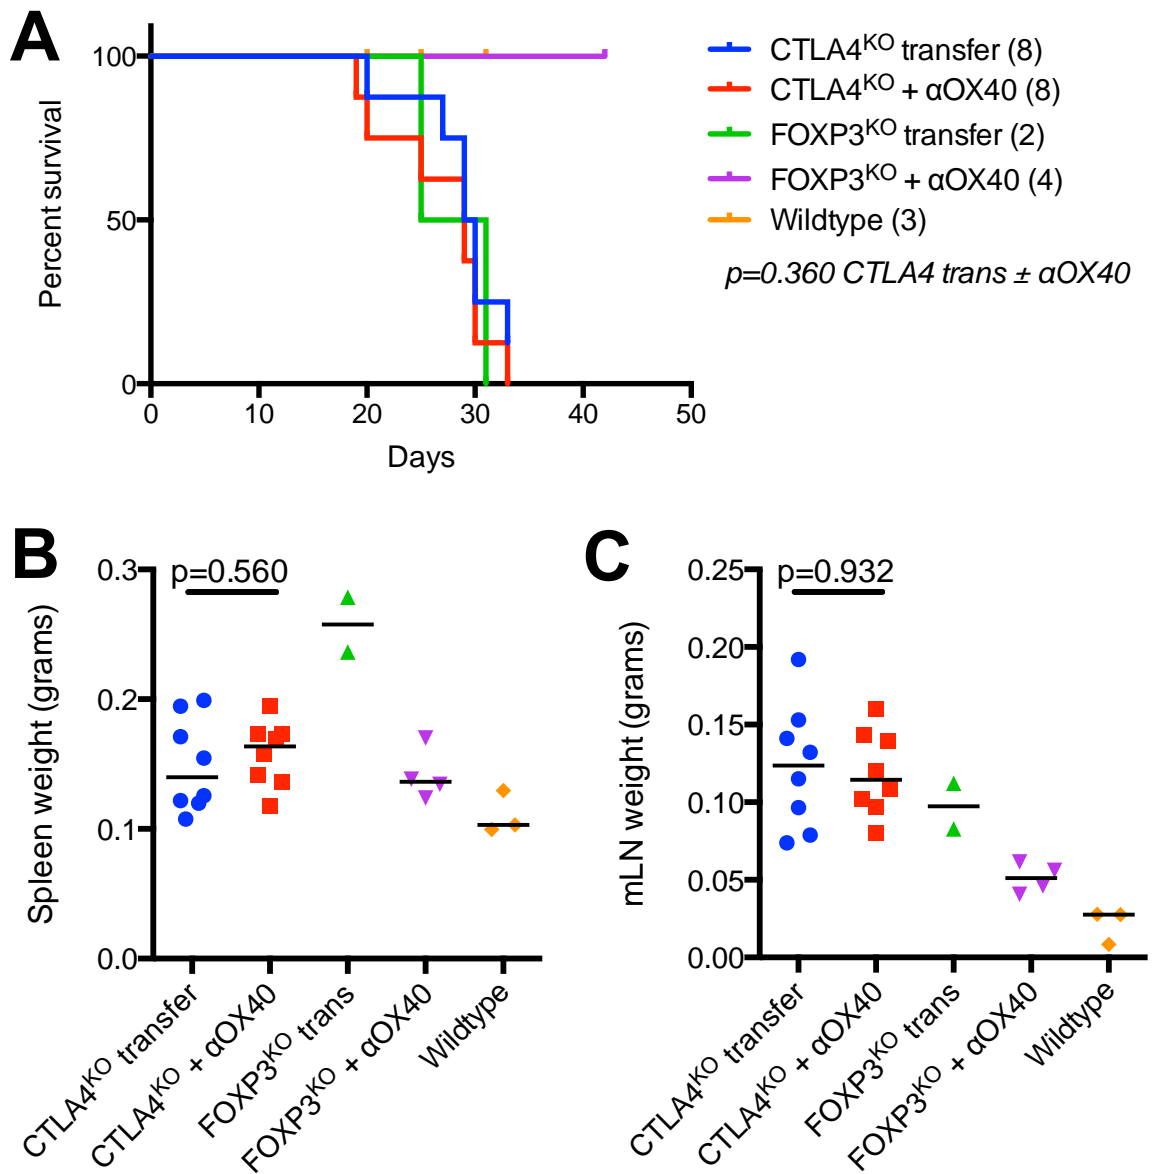 A
Percent survival
100
50
0
0 10 20 30 40 50
Days
CTLA4KO transfer (8)
CTLA4KO + αOX40 (8)
FOXP3KO transfer (2)
FOXP3KO + αOX40 (4)
Wildtype (3)
p=0.360 CTLA4 trans ± αOX40
B
Spleen weight (grams)
0.3
0.2
0.1
0.0
p=0.560
CTLA4KO transfer
CTLA4KO + αOX40
FOXP3KO trans
FOXP3KO + αOX40
Wildtype
C
mLN weight (grams)
0.25
0.20
0.15
0.10
0.05
0.00
p=0.932
CTLA4KO transfer
CTLA4KO + αOX40
FOXP3KO trans
FOXP3KO + αOX40
Wildtype